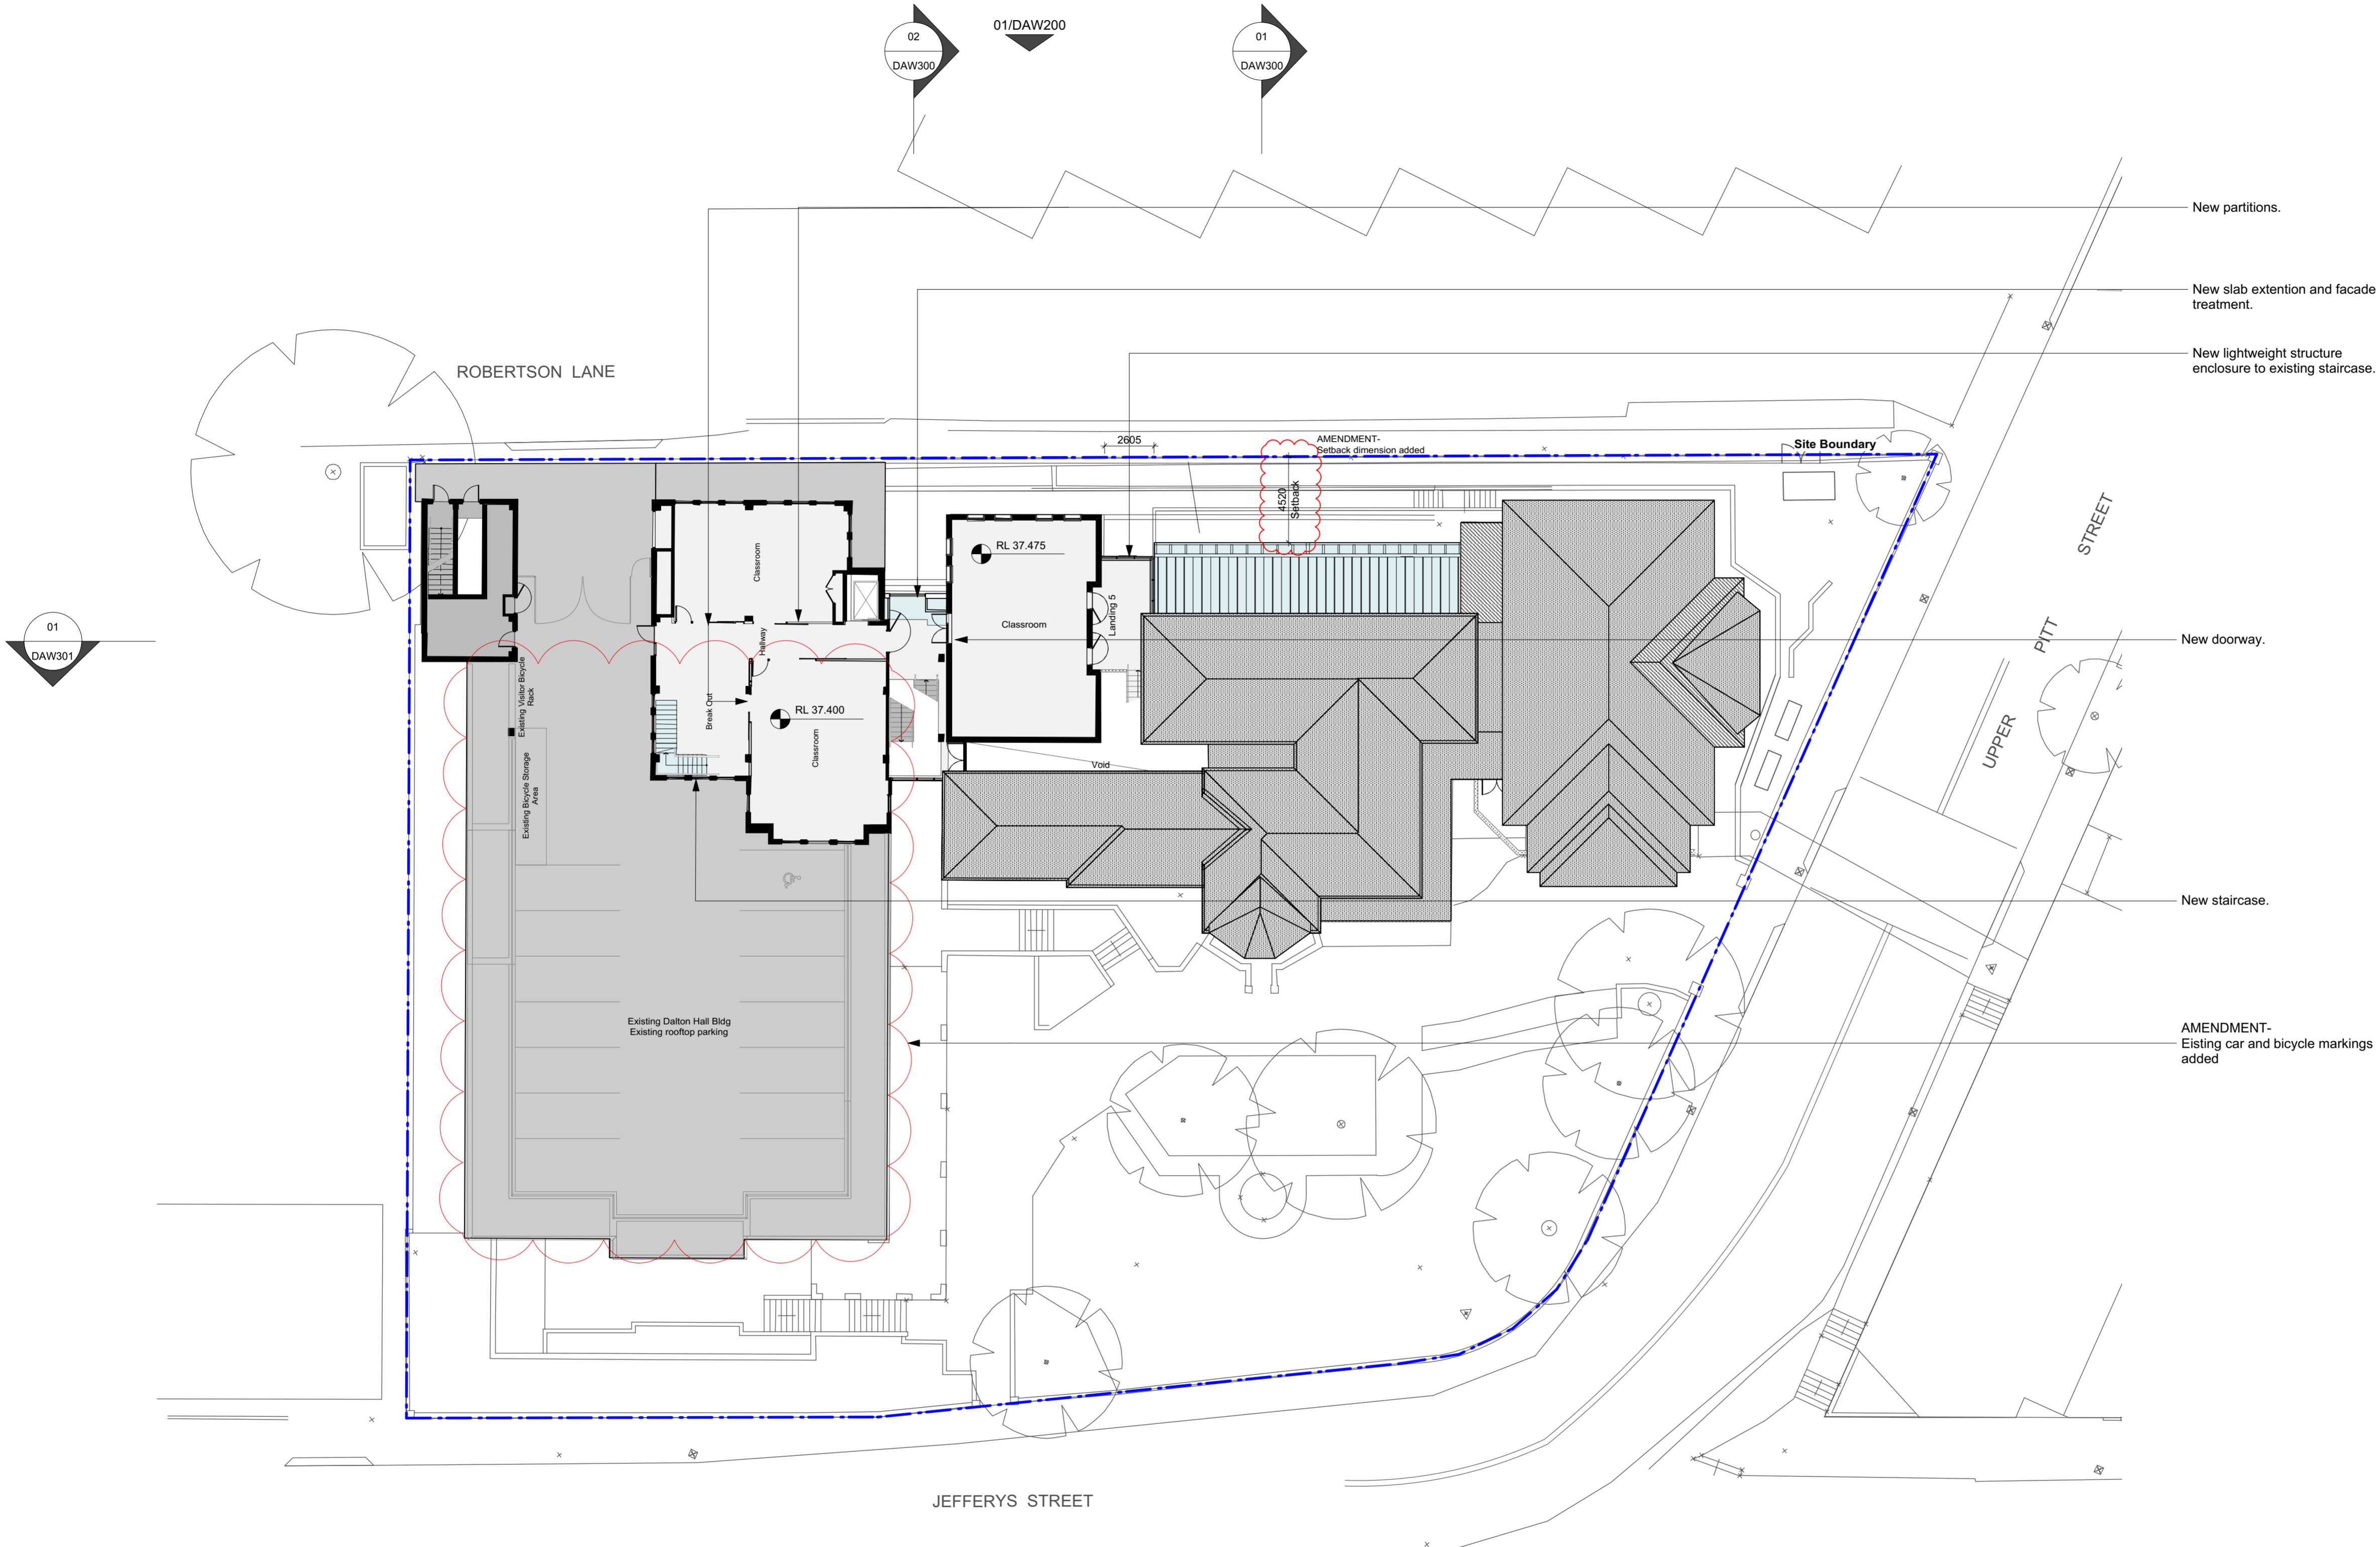 02
DAW300
01/DAW200
01
DAW300
New partitions.
New slab extention and facade
treatment.
New lightweight structure
enclosure to existing staircase.
ROBERTSON LANE
STREET
PITT
UPPER
2605
AMENDMENT-
Setback dimension added
Site Boundary
4520
Setback
RL 37.475
Classroom
Classroom
Landing 5
Hallway
01
DAW301
New doorway.
Existing Visitor Bicycle
Rack
Break Out
RL 37.400
Classroom
Void
Existing Bicycle Storage
Area
New staircase.
Existing Dalton Hall Bldg
Existing rooftop parking
AMENDMENT-
Eisting car and bicycle markings
added
JEFFERYS STREET